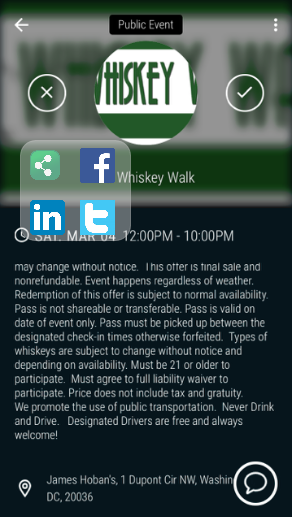 Public Event
WHISKEY
Whiskey Walk
SAT. MAR 04 12:00PM - 10:00PM
may change without notice. This offer is final sale and
nonrefundable. Event happens regardless of weather.
Redemption of this offer is subject to normal availability.
Pass is not shareable or transferable. Pass is valid on
date of event only. Pass must be picked up between the
designated check-in times otherwise forfeited. Types of
whiskeys are subject to change without notice and
depending on availability. Must be 21 or older to
participate. Must agree to full liability waiver to
participate. Price does not include tax and gratuity.
We promote the use of public transportation. Never Drink
and Drive. Designated Drivers are free and always
welcome!
James Hoban's, 1 Dupont Cir NW, Washin
DC, 20036